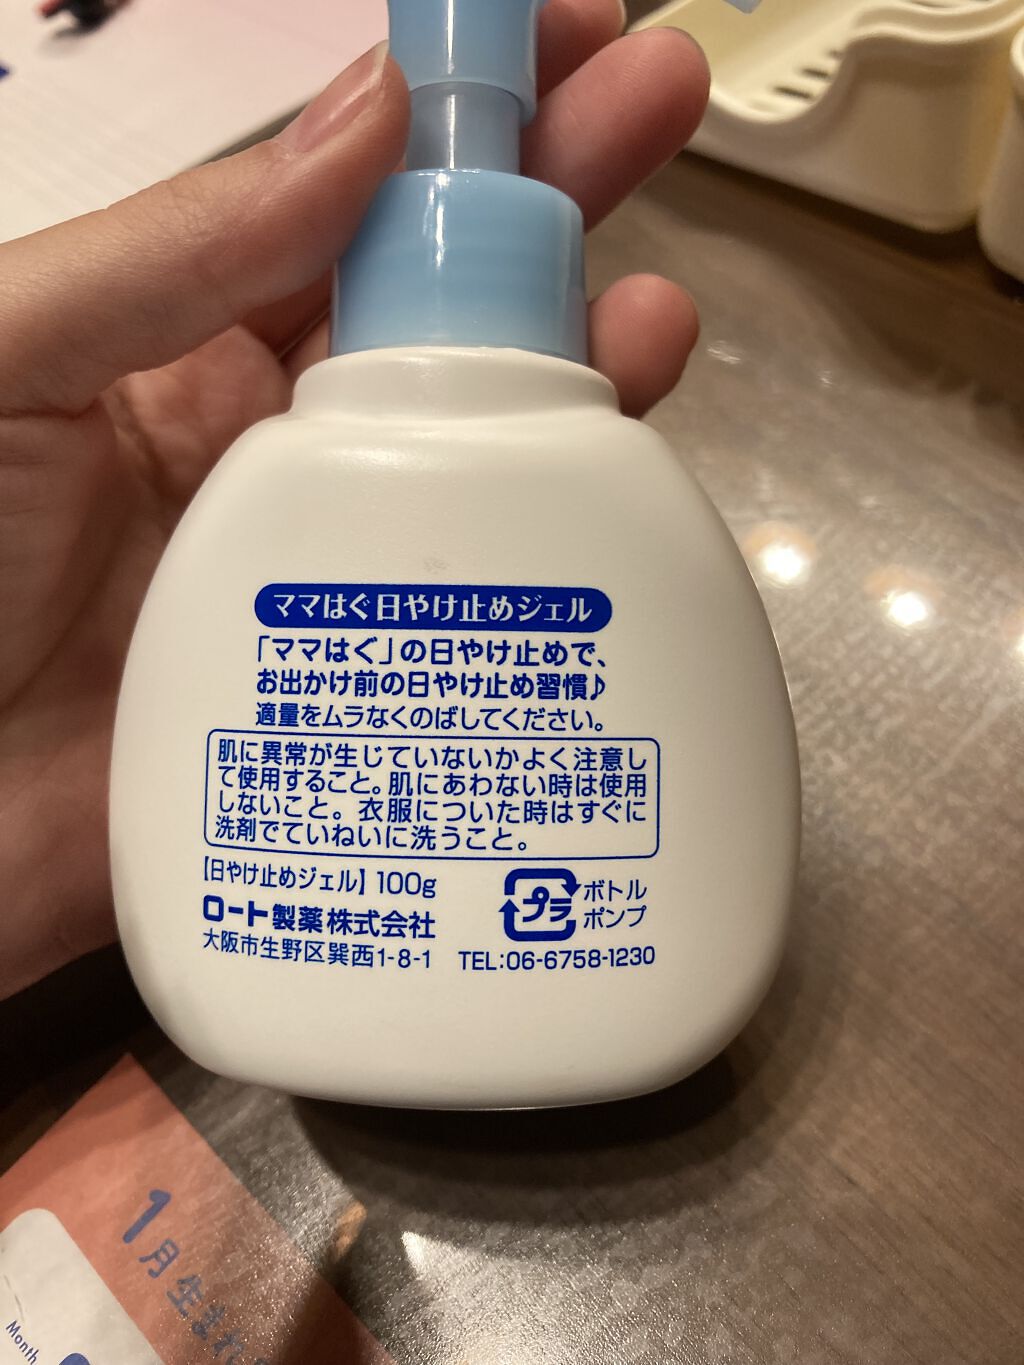 ママはぐ日やけ止めジェル
「ママはぐ」の日やけ止めで、
お出かけ前の日やけ止め習慣♪
適量をムラなくのばしてください。
肌に異常が生じていないかよく注意し
て使用すること。肌にあわない時は使用
しないこと。衣服についた時はすぐに
洗剤でていねいに洗うこと。
【日やけ止めジェル】100g
ロート製薬株式会社
大阪市生野区巽西1-8-1
プラ
ボトル
ポンプ
TEL:06-6758-1230
1月生まれ
Month